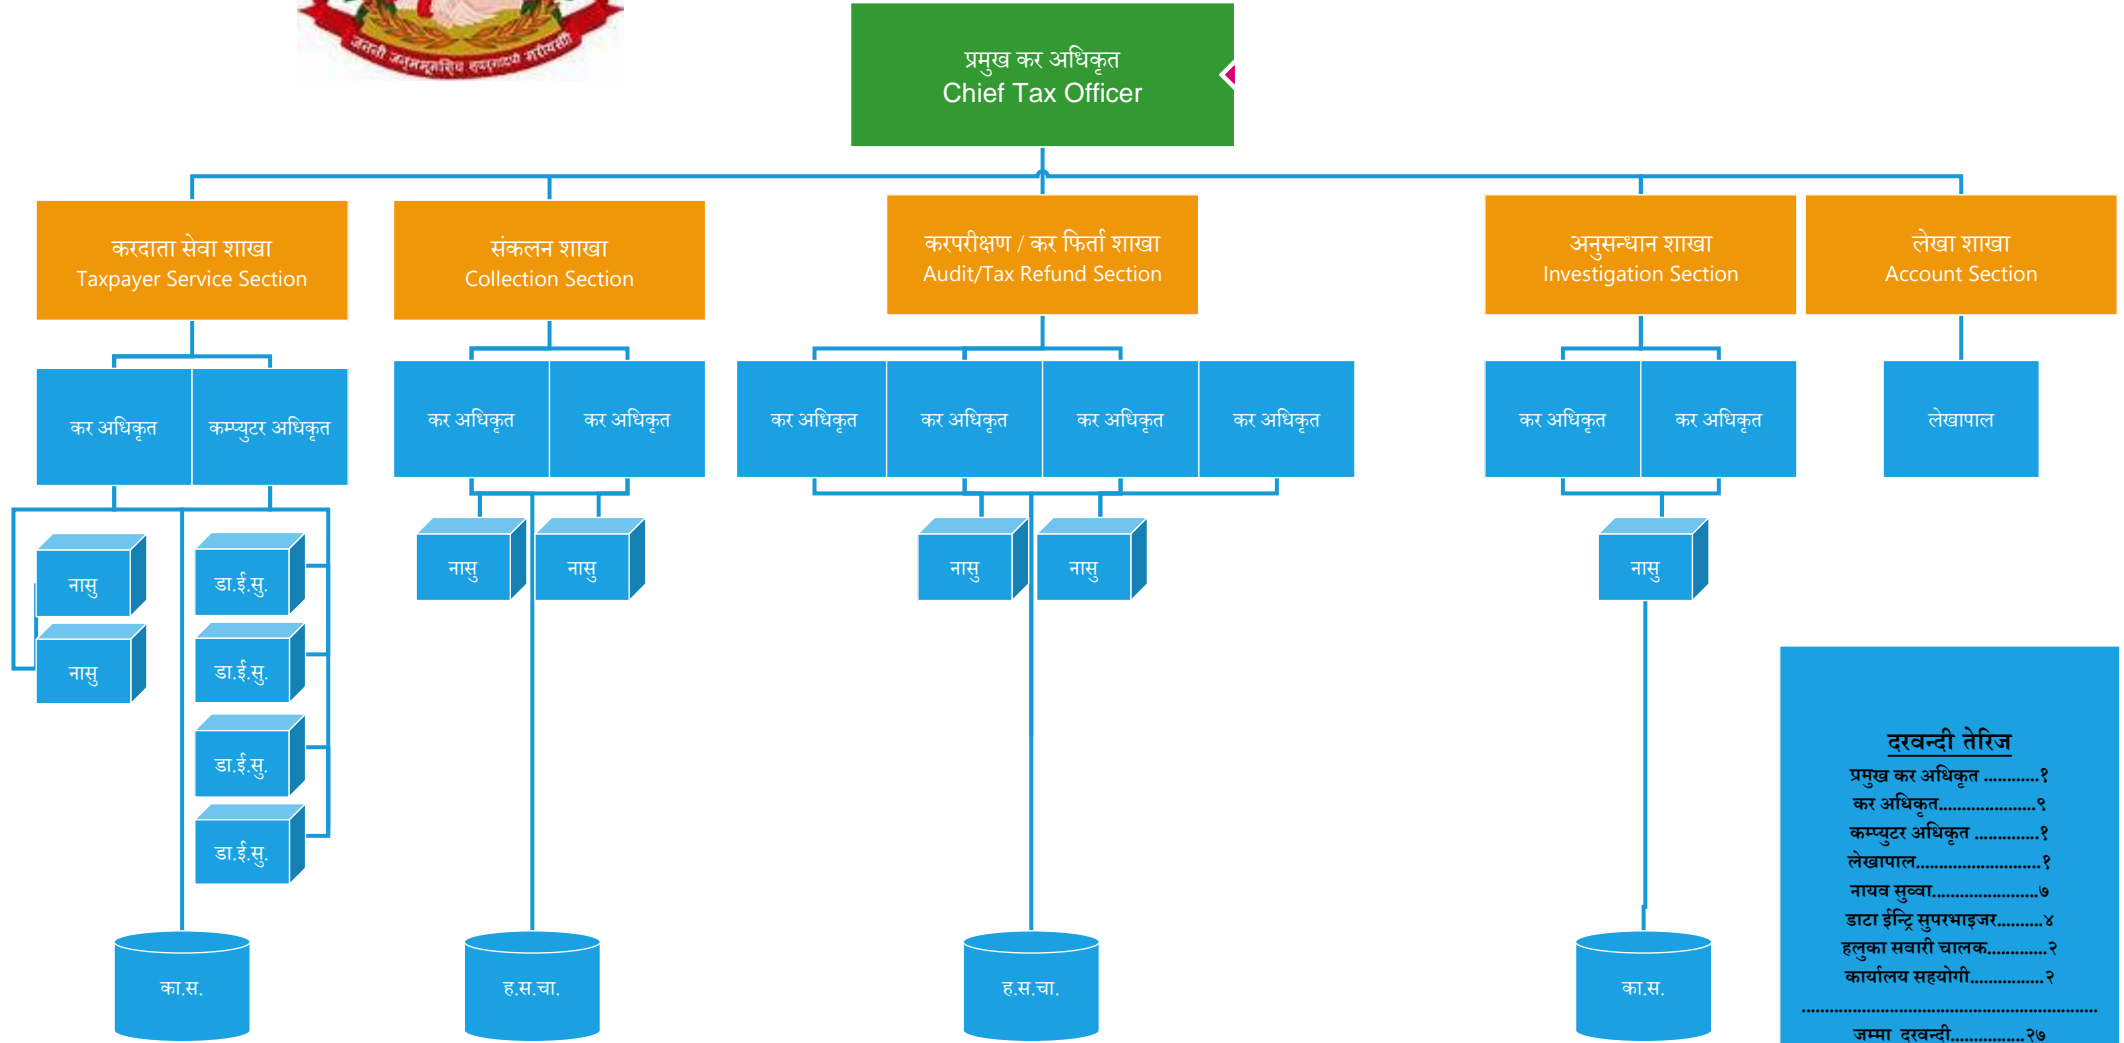 प्रमुख कर अधिकृत
Chief Tax Officer
करदाता सेवा शाखा
Taxpayer Service Section
संकलन शाखा
Collection Section
करपरीक्षण / कर फिर्ता शाखा
Audit/Tax Refund Section
अनुसन्धान शाखा
Investigation Section
लेखा शाखा
Account Section
कर अधिकृत
कम्प्युटर अधिकृत
कर अधिकृत
कर अधिकृत
कर अधिकृत
कर अधिकृत
कर अधिकृत
कर अधिकृत
कर अधिकृत
कर अधिकृत
लेखापाल
नासु
नासु
डा.ई.सु.
डा.ई.सु.
डा.ई.सु.
डा.ई.सु.
नासु
नासु
नासु
नासु
नासु
का.स.
ह.स.चा.
ह.स.चा.
का.स.
दरवन्दी तेरिज
प्रमुख कर अधिकृत ............१
कर अधिकृत.....................९
कम्प्युटर अधिकृत ..............१
लेखापाल...........................१
नायव सुव्वा.......................७
डाटा ईन्ट्रि सुपरभाइजर..........४
हलुका सवारी चालक.............२
कार्यालय सहयोगी................२
................................................................
जम्मा दरवन्दी................२७